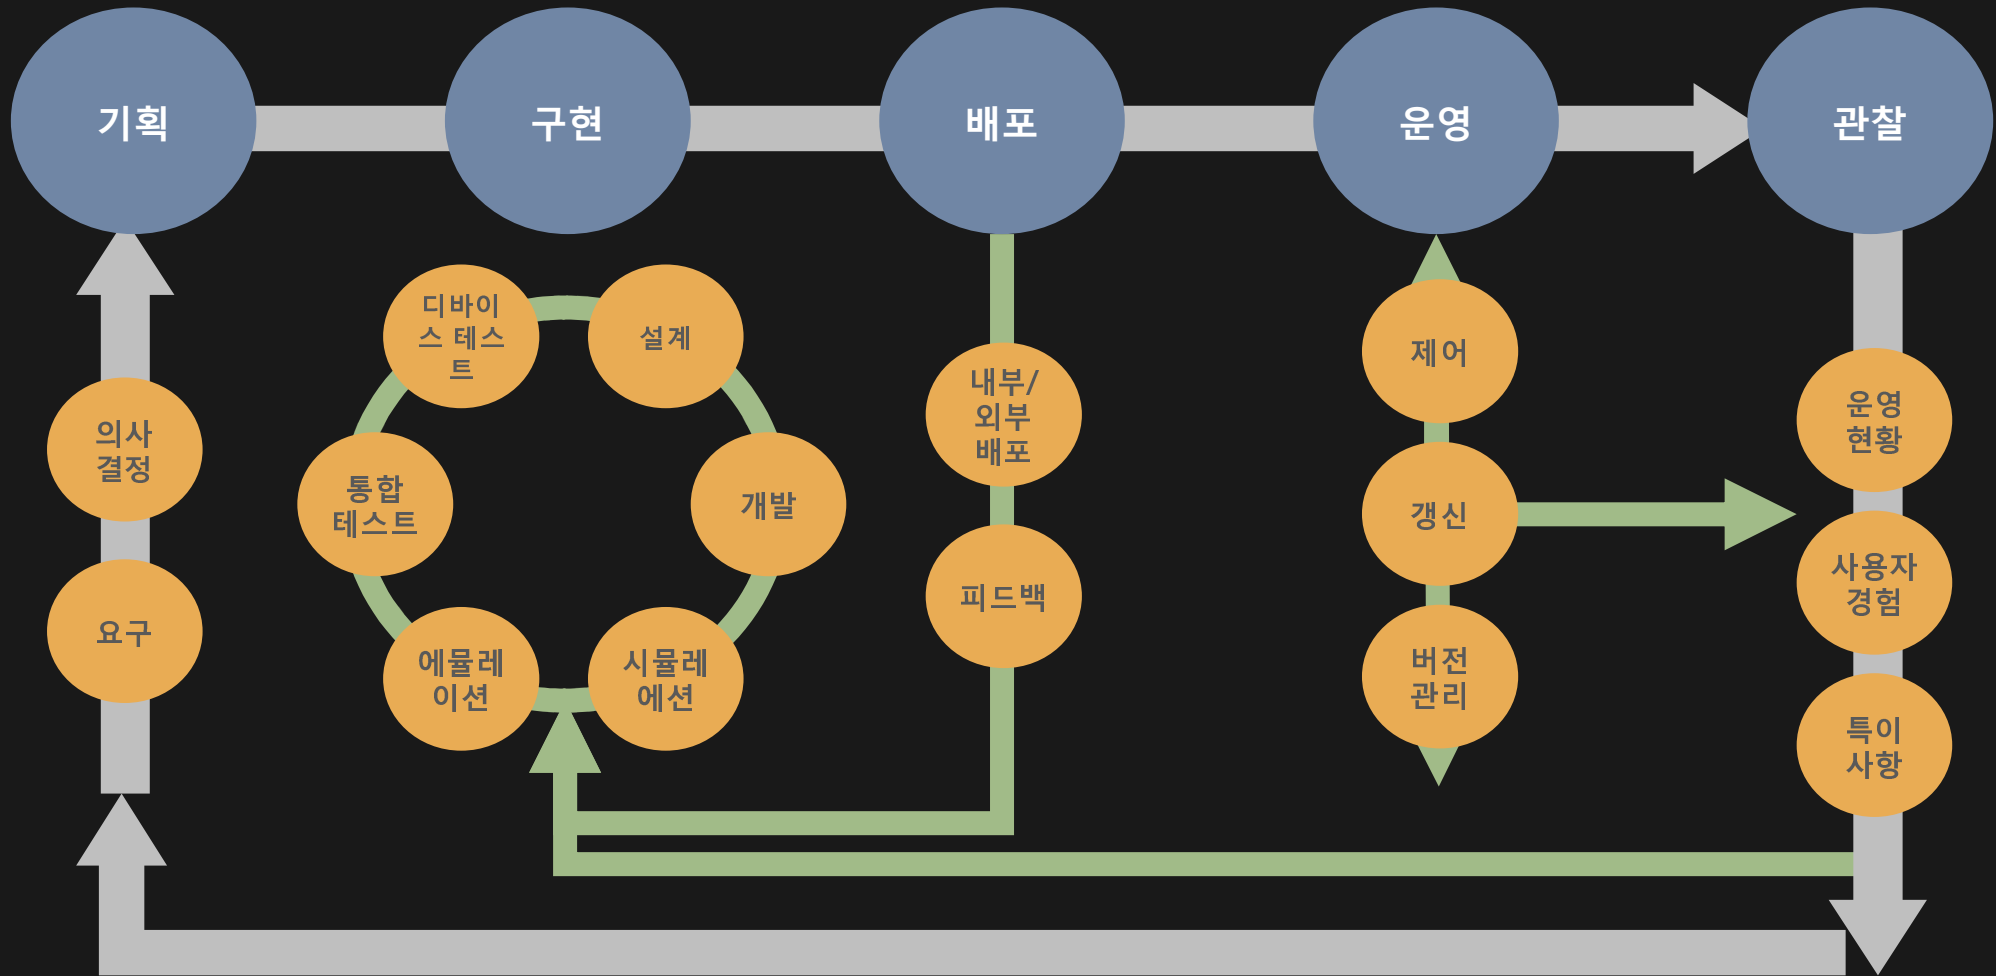 기획
구현
배포
운영
관찰
의사
결정
요구
디바이
스 테스
트
설계
통합
테스트
개발
에뮬레
이션
시뮬레
에션
내부/
외부
배포
피드백
제어
갱신
버전
관리
운영
현황
사용자
경험
특이
사항